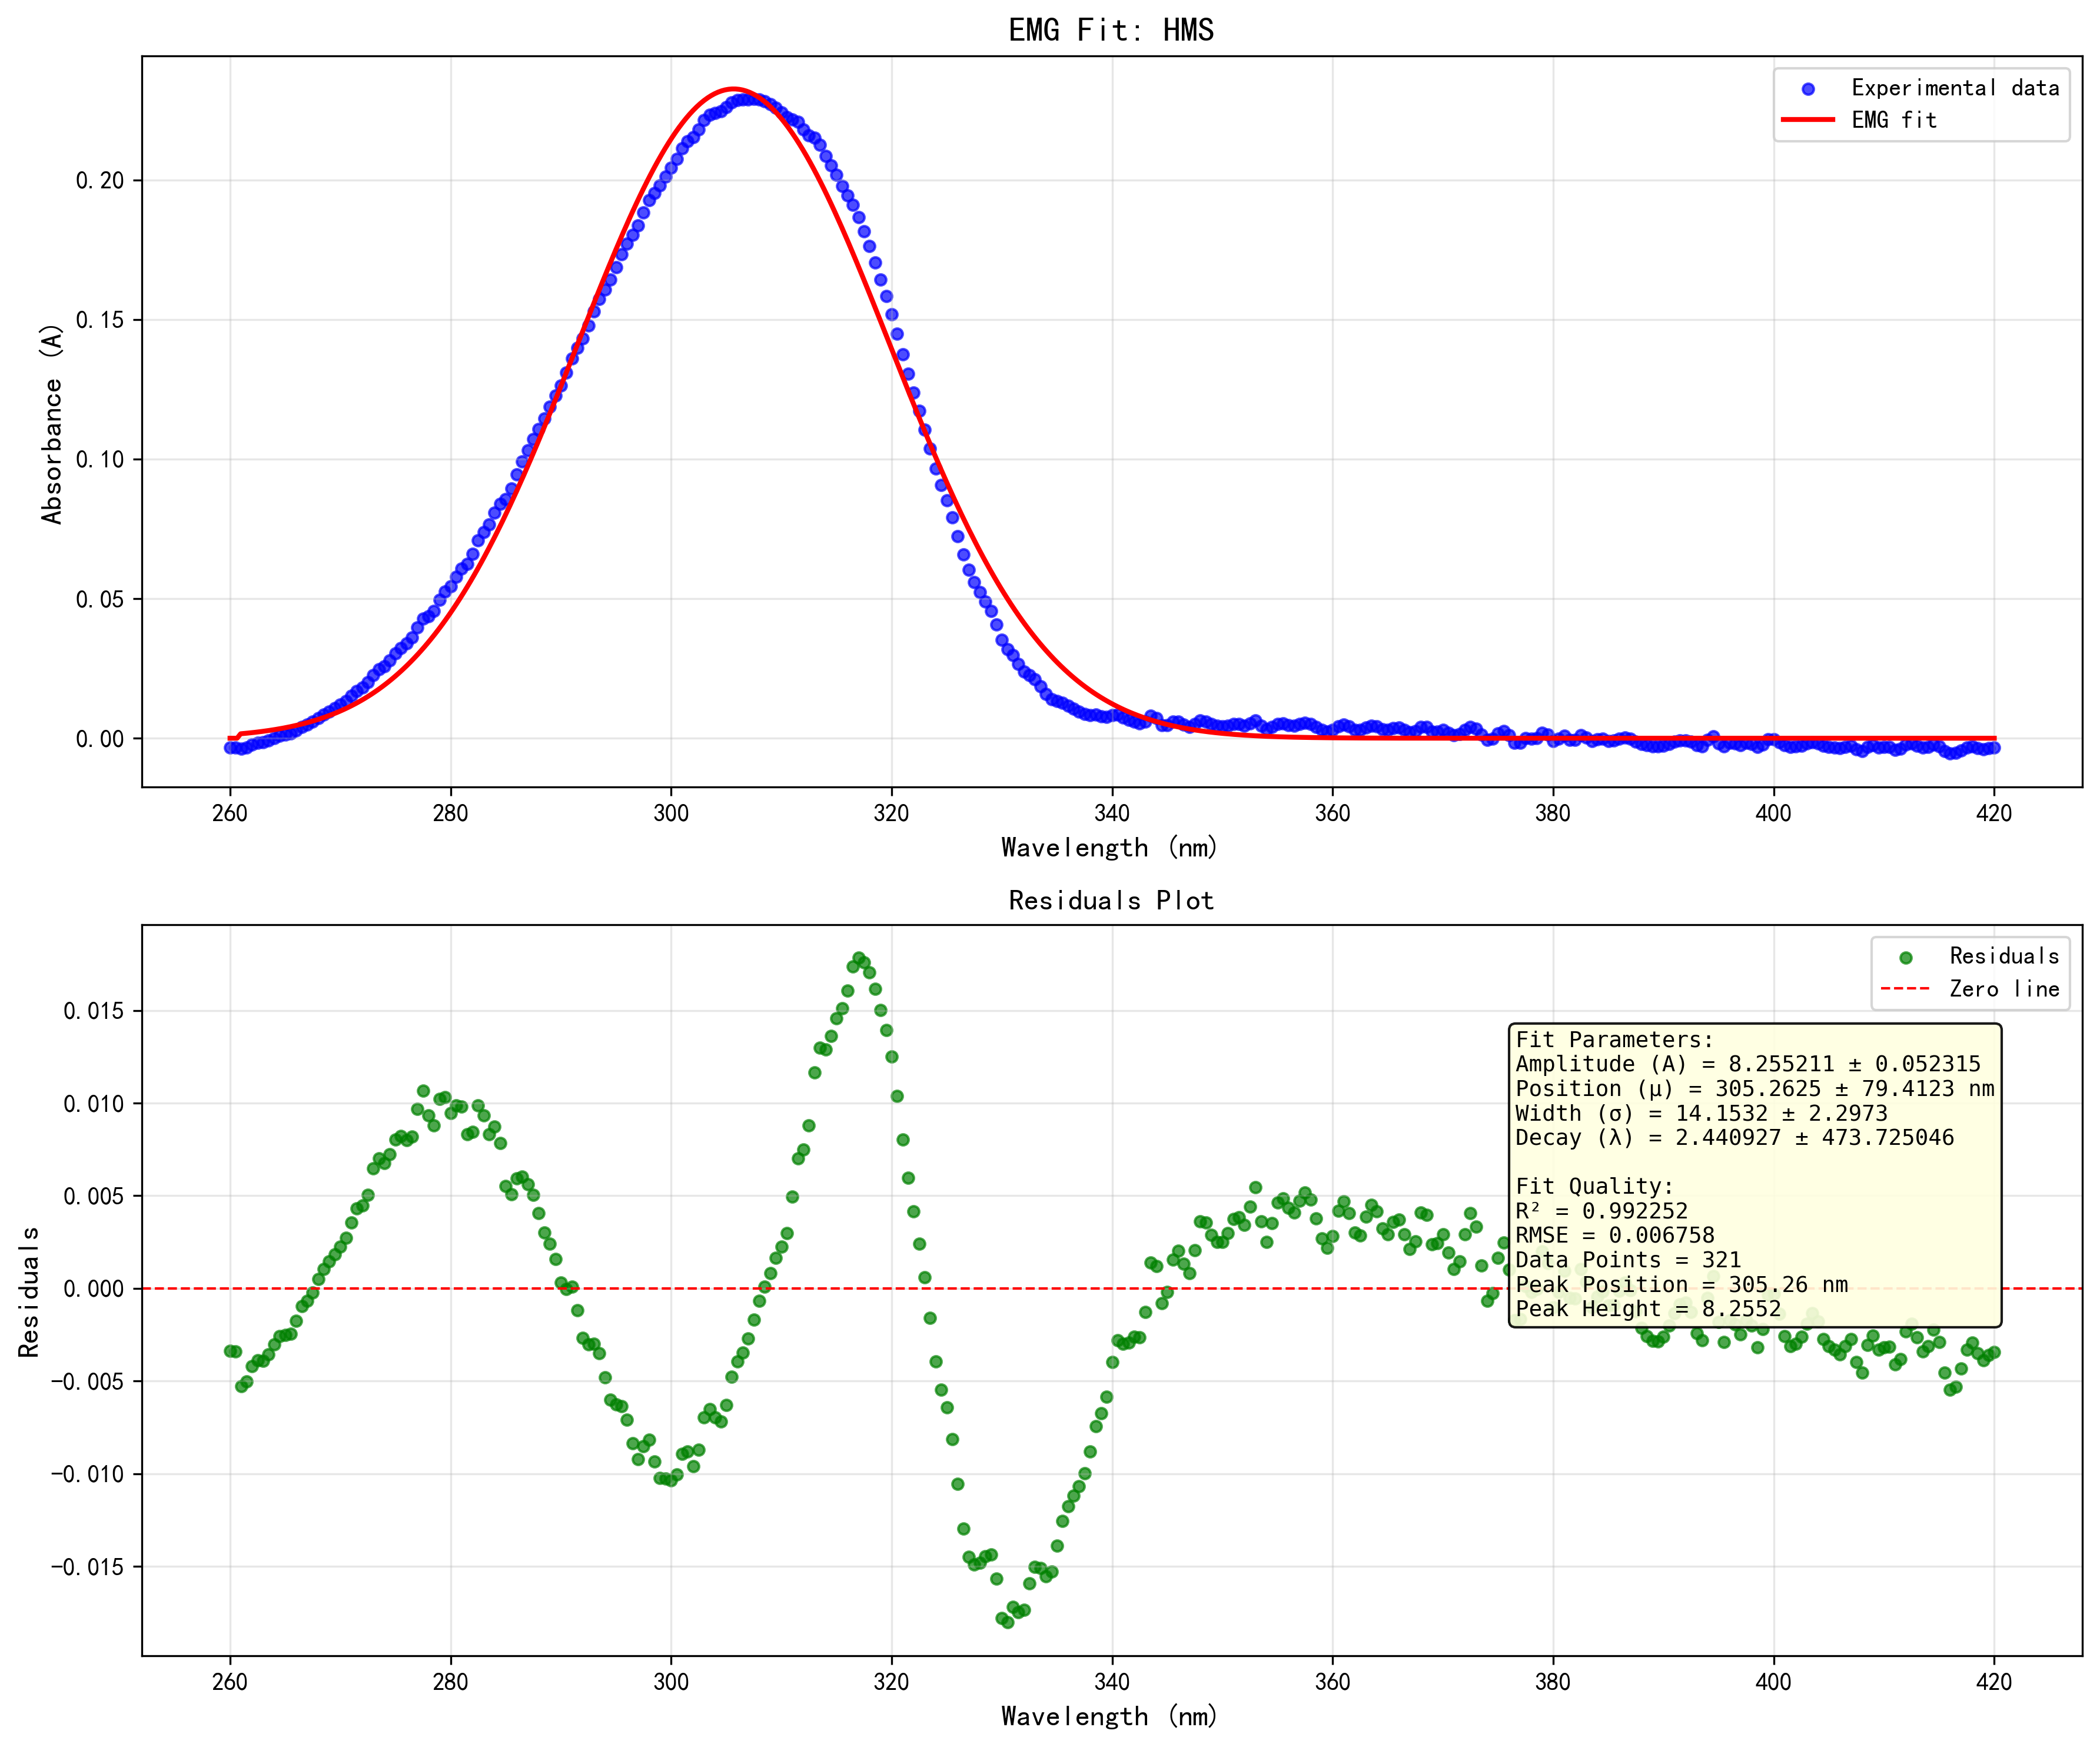 EMG Fit: HMS
Experimental data
EMG fit
0.20
0.15
0.10
0.05
0.00
Absorbance (A)
260 280 300 320 340 360 380 400 420
Wavelength (nm)
Residuals Plot
Residuals
Zero line
0.015
0.010
0.005
0.000
−0.005
−0.010
−0.015
Residuals
Fit Parameters:
Amplitude (A) = 8.255211 ± 0.052315
Position (μ) = 305.2625 ± 79.4123 nm
Width (σ) = 14.1532 ± 2.2973
Decay (λ) = 2.440927 ± 473.725046
Fit Quality:
R² = 0.992252
RMSE = 0.006758
Data Points = 321
Peak Position = 305.26 nm
Peak Height = 8.2552
260 280 300 320 340 360 380 400 420
Wavelength (nm)